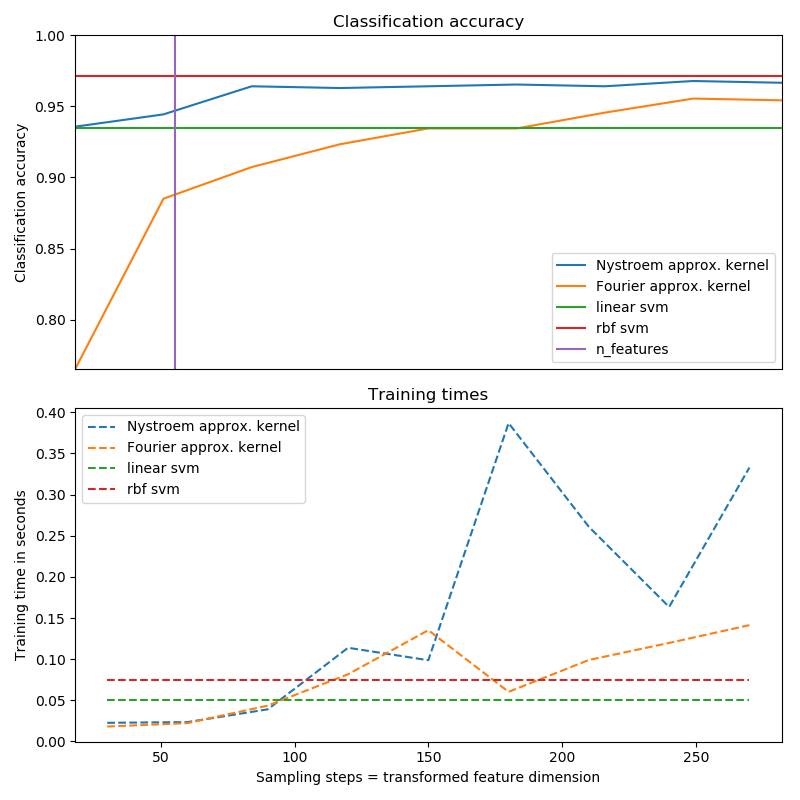 Classification accuracy
1.00
0.95
0.90
0.85
0.80
Classification accuracy
Nystroem approx. kernel
Fourier approx. kernel
linear svm
rbf svm
n_features
Training times
0.40
0.35
0.30
0.25
0.20
0.15
0.10
0.05
0.00
Training time in seconds
Nystroem approx. kernel
Fourier approx. kernel
linear svm
rbf svm
50
100
150
200
250
Sampling steps = transformed feature dimension